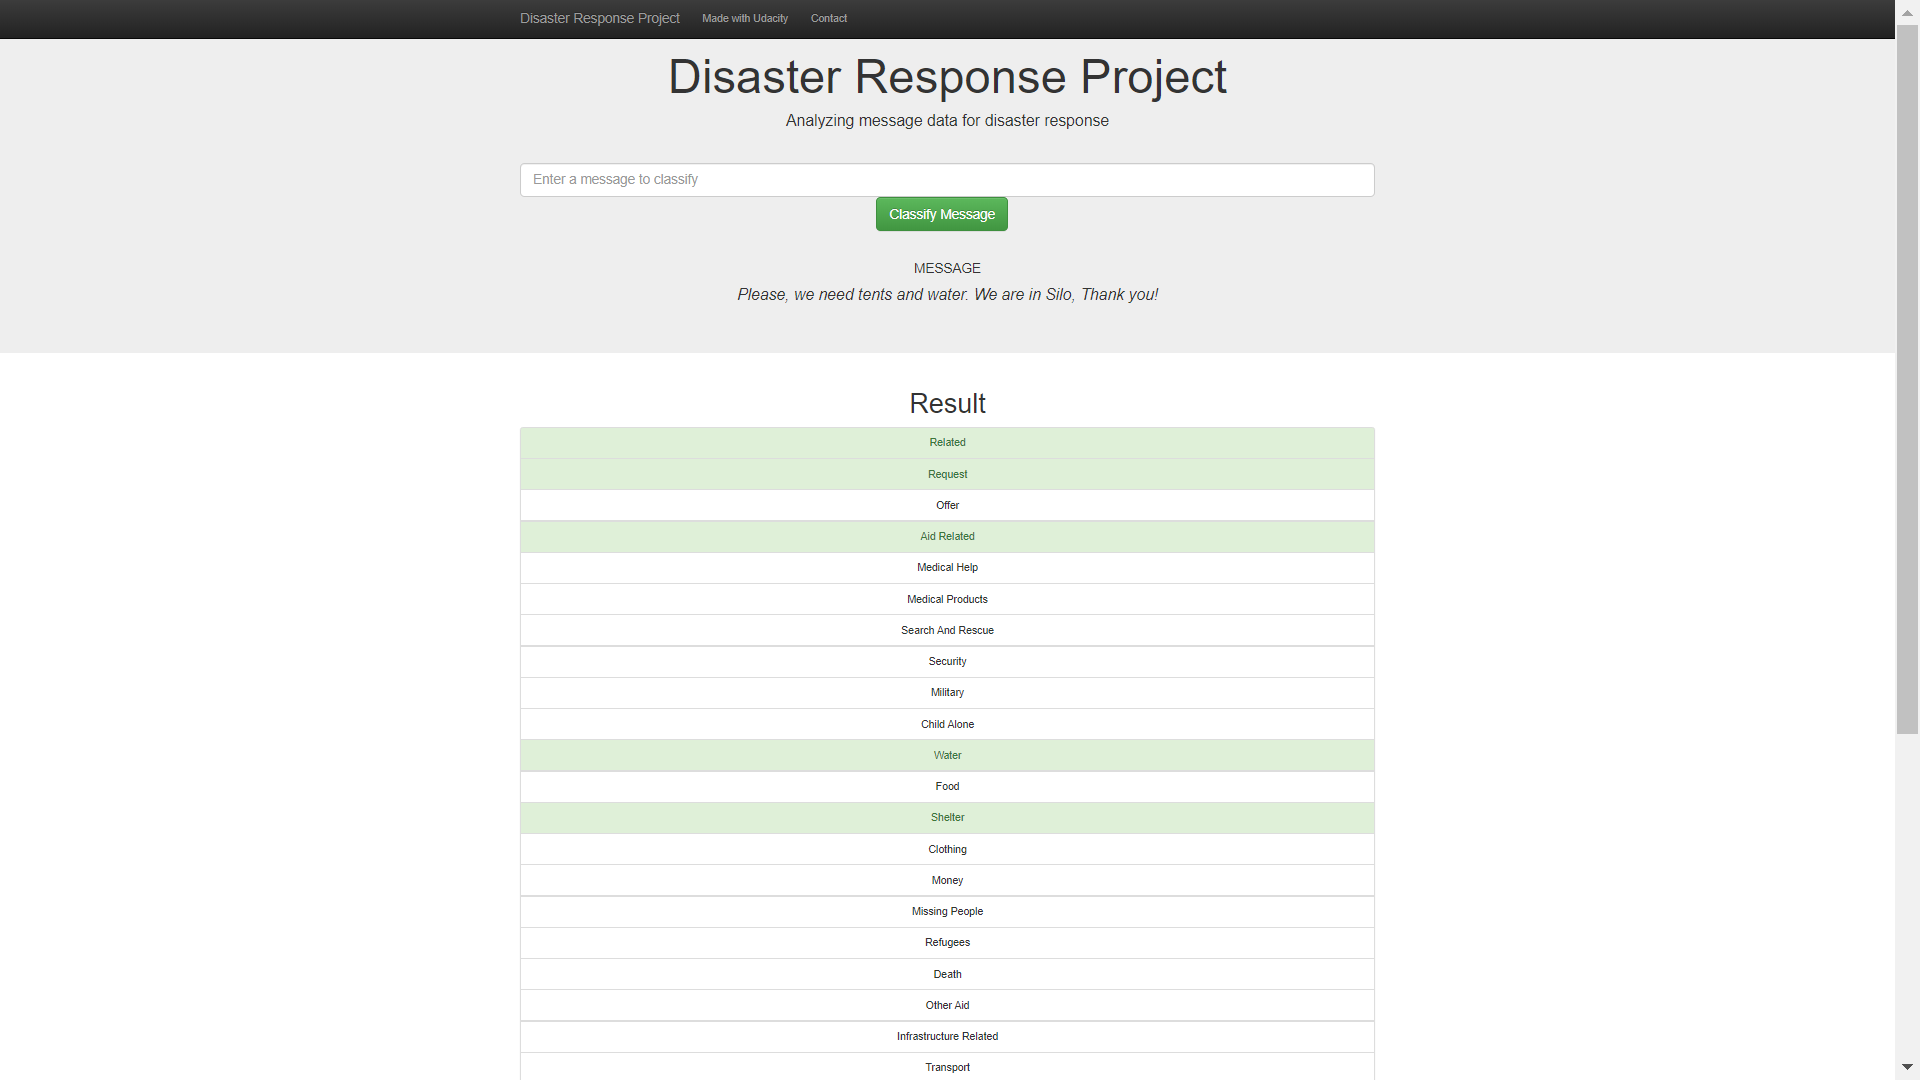 Disaster Response Project Made with Udacity Contact
Disaster Response Project
Analyzing message data for disaster response
Enter a message to classify
Classify Message
MESSAGE
Please, we need tents and water. We are in Silo, Thank you!
Result
Related
Request
Offer
Aid Related
Medical Help
Medical Products
Search And Rescue
Security
Military
Child Alone
Water
Food
Shelter
Clothing
Money
Missing People
Refugees
Death
Other Aid
Infrastructure Related
Transport